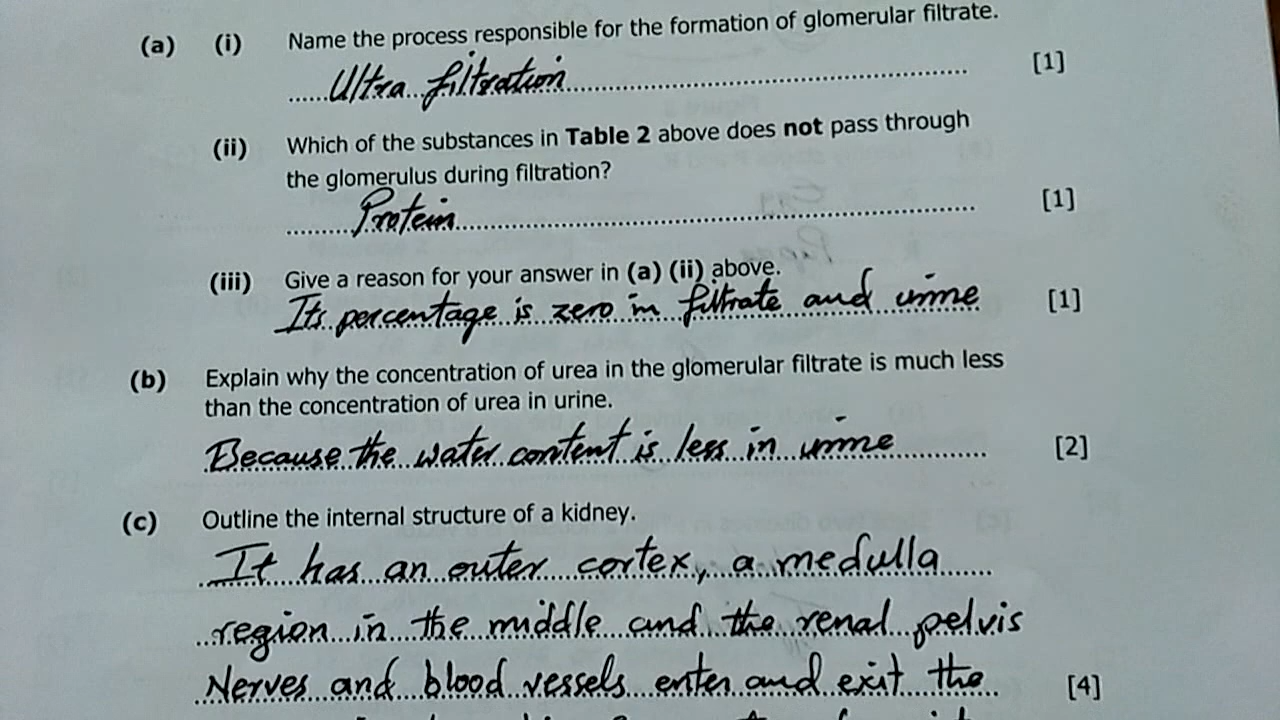 (a) (i) Name the process responsible for the formation of glomerular filtrate.
Ultra filtration [1]
(ii) Which of the substances in Table 2 above does not pass through
the glomerulus during filtration?
Protein [1]
(iii) Give a reason for your answer in (a) (ii) above.
Its percentage is zero in filtrate and urine [1]
(b) Explain why the concentration of urea in the glomerular filtrate is much less
than the concentration of urea in urine.
Because the water content is less in urine [2]
(c) Outline the internal structure of a kidney.
It has an outer cortex, a medulla
region in the middle and the renal pelvis
Nerves and blood vessels enter and exit the [4]